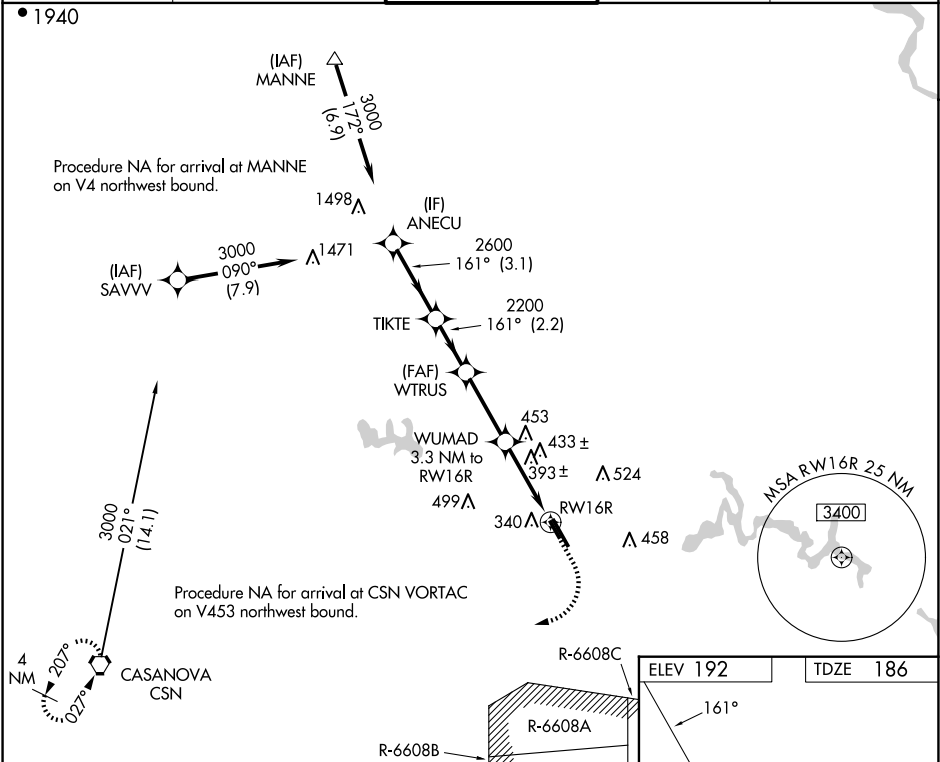 1940
(IAF)
MANNE
3000
172°
(6.9)
Procedure NA for arrival at MANNE
on V4 northwest bound.
1498
(IF)
ANECU
1471
3000
090°
(7.9)
(IAF)
SAVVV
2600
161° (3.1)
2200
161° (2.2)
TIKTE
(FAF)
WTRUS
453
WUMAD
3.3 NM to
RW16R
433 ±
393 ±
524
499
340
RW16R
458
MSA RW16R 25 NM
3400
3000
021°
(14.1)
Procedure NA for arrival at CSN VORTAC
on V453 northwest bound.
4
NM
207°
027°
CASANOVA
CSN
R-6608C
R-6608A
R-6608B
ELEV 192
TDZE 186
161°